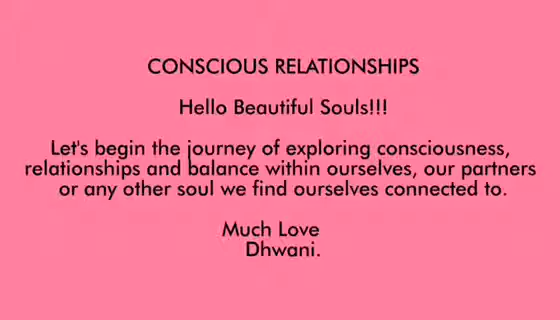 CONSCIOUS RELATIONSHIPS
Hello Beautiful Souls!!!
Let's begin the journey of exploring consciousness,
relationships and balance within ourselves, our partners
or any other soul we find ourselves connected to.
Much Love
Dhwani.